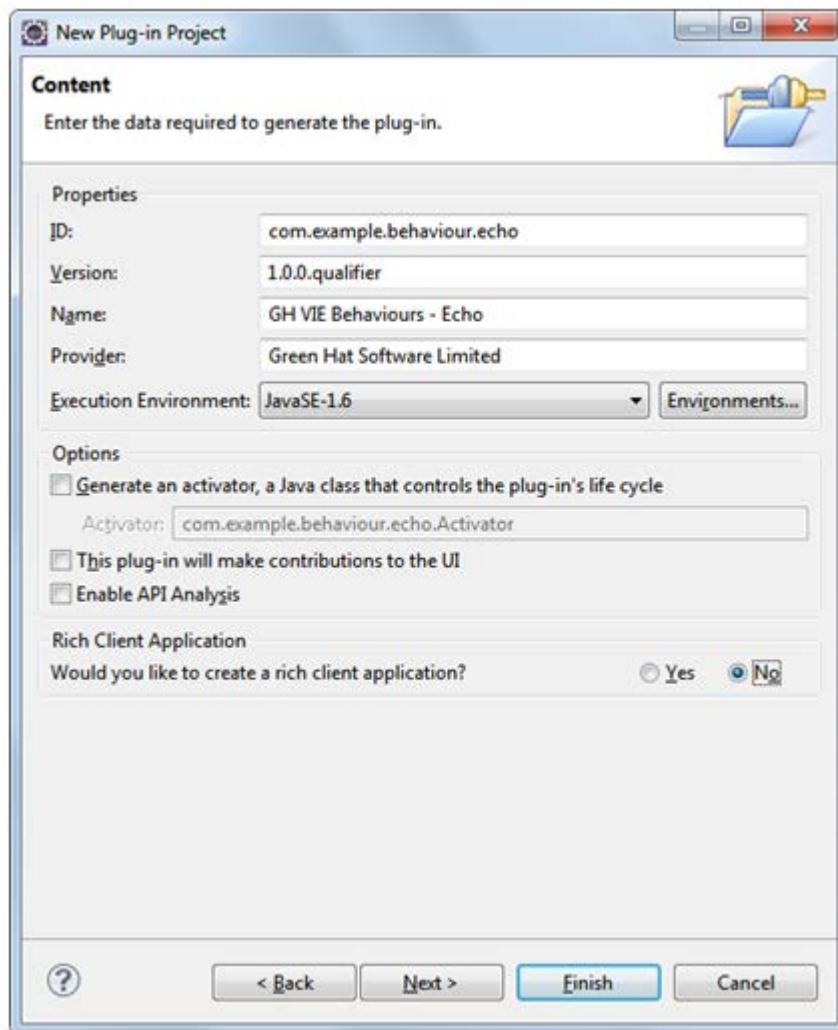 New Plug-in Project
Content
Enter the data required to generate the plug-in.
Properties
ID: com.example.behaviour.echo
Version: 1.0.0.qualifier
Name: GH VIE Behaviours - Echo
Provider: Green Hat Software Limited
Execution Environment: JavaSE-1.6 Environments...
Options
Generate an activator, a Java class that controls the plug-in's life cycle
Activator: com.example.behaviour.echo.Activator
This plug-in will make contributions to the UI
Enable API Analysis
Rich Client Application
Would you like to create a rich client application? Yes No
? < Back Next > Finish Cancel